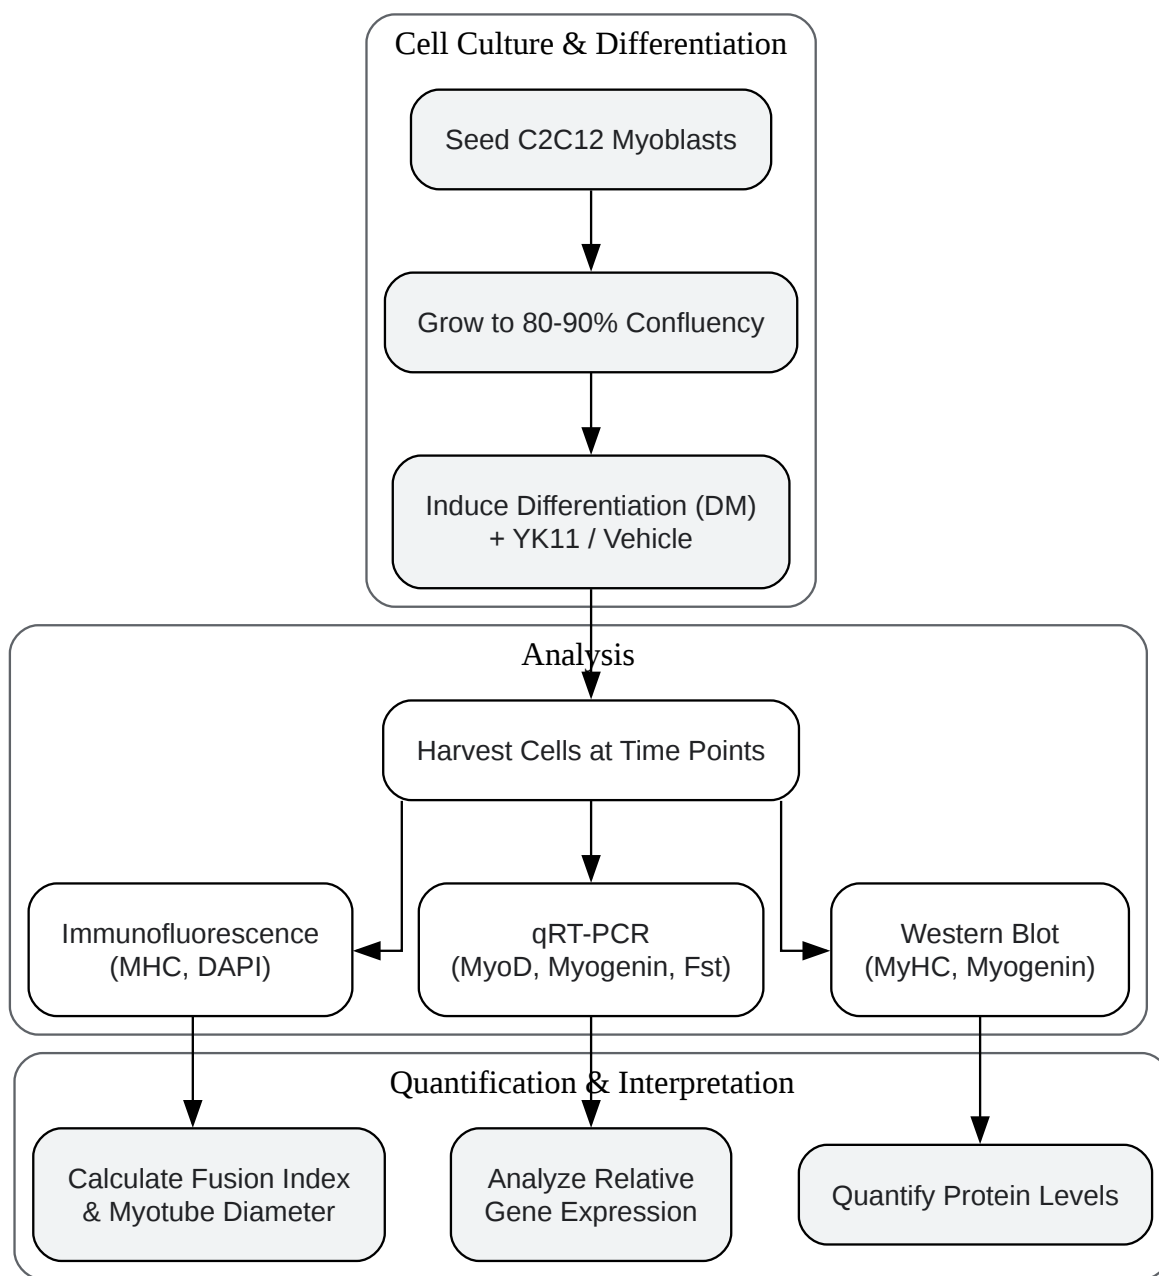 Cell Culture & Differentiation
Seed C2C12 Myoblasts
Grow to 80-90% Confluency
Induce Differentiation (DM)
+ YK11 / Vehicle
Analysis
Harvest Cells at Time Points
Immunofluorescence
(MHC, DAPI)
qRT-PCR
(MyoD, Myogenin, Fst)
Western Blot
(MyHC, Myogenin)
Quantification & Interpretation
Calculate Fusion Index
& Myotube Diameter
Analyze Relative
Gene Expression
Quantify Protein Levels